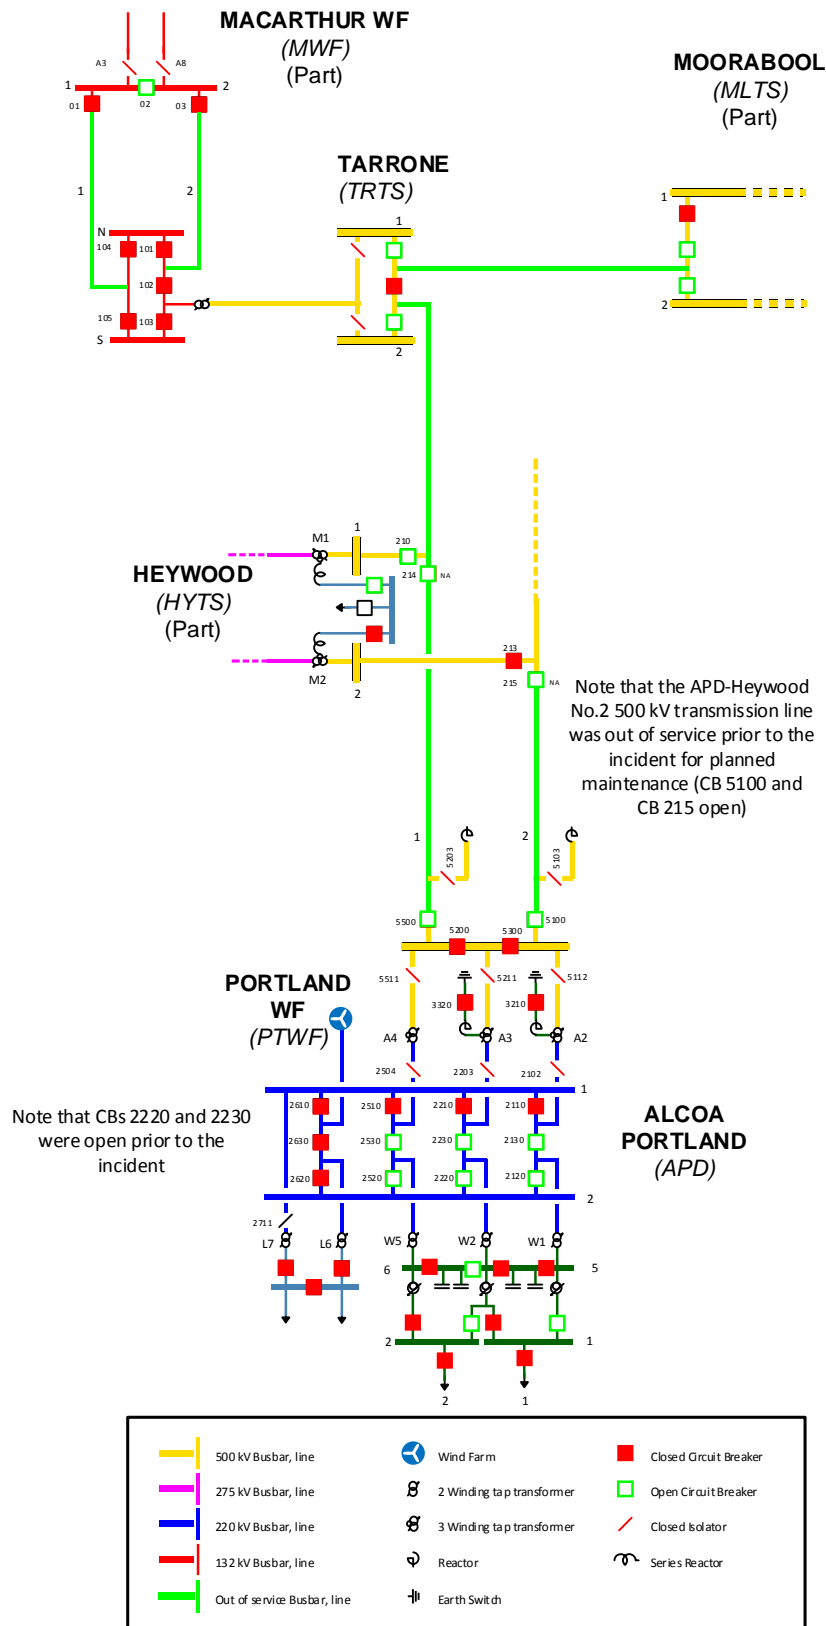 MACARTHUR WF
(MWF)
(Part)
MOORABOOL
(MLTS)
(Part)
A3
A8
1
2
01
02
03
TARRONE
(TRTS)
1
2
1
1
N
104
101
102
105
103
S
2
2
1
M1
210
HEYWOOD
(HYTS)
(Part)
214
NA
213
215
NA
M2
2
Note that the APD-Heywood
No.2 500 kV transmission line
was out of service prior to the
incident for planned
maintenance (CB 5100 and
CB 215 open)
1
2
5203
5103
5500
5200
5300
5100
5511
5211
5112
PORTLAND
WF
(PTWF)
3320
3210
A4
A3
A2
2504
2203
2102
1
Note that CBs 2220 and 2230
were open prior to the
incident
2610
2510
2210
2110
2630
2530
2230
2130
2620
2520
2220
2120
ALCOA
PORTLAND
(APD)
2
2711
L7
L6
W5
W2
W1
6
5
2
1
2
1
500 kV Busbar, line
Wind Farm
Closed Circuit Breaker
275 kV Busbar, line
2 Winding tap transformer
Open Circuit Breaker
220 kV Busbar, line
3 Winding tap transformer
Closed Isolator
132 kV Busbar, line
Reactor
Series Reactor
Out of service Busbar, line
Earth Switch